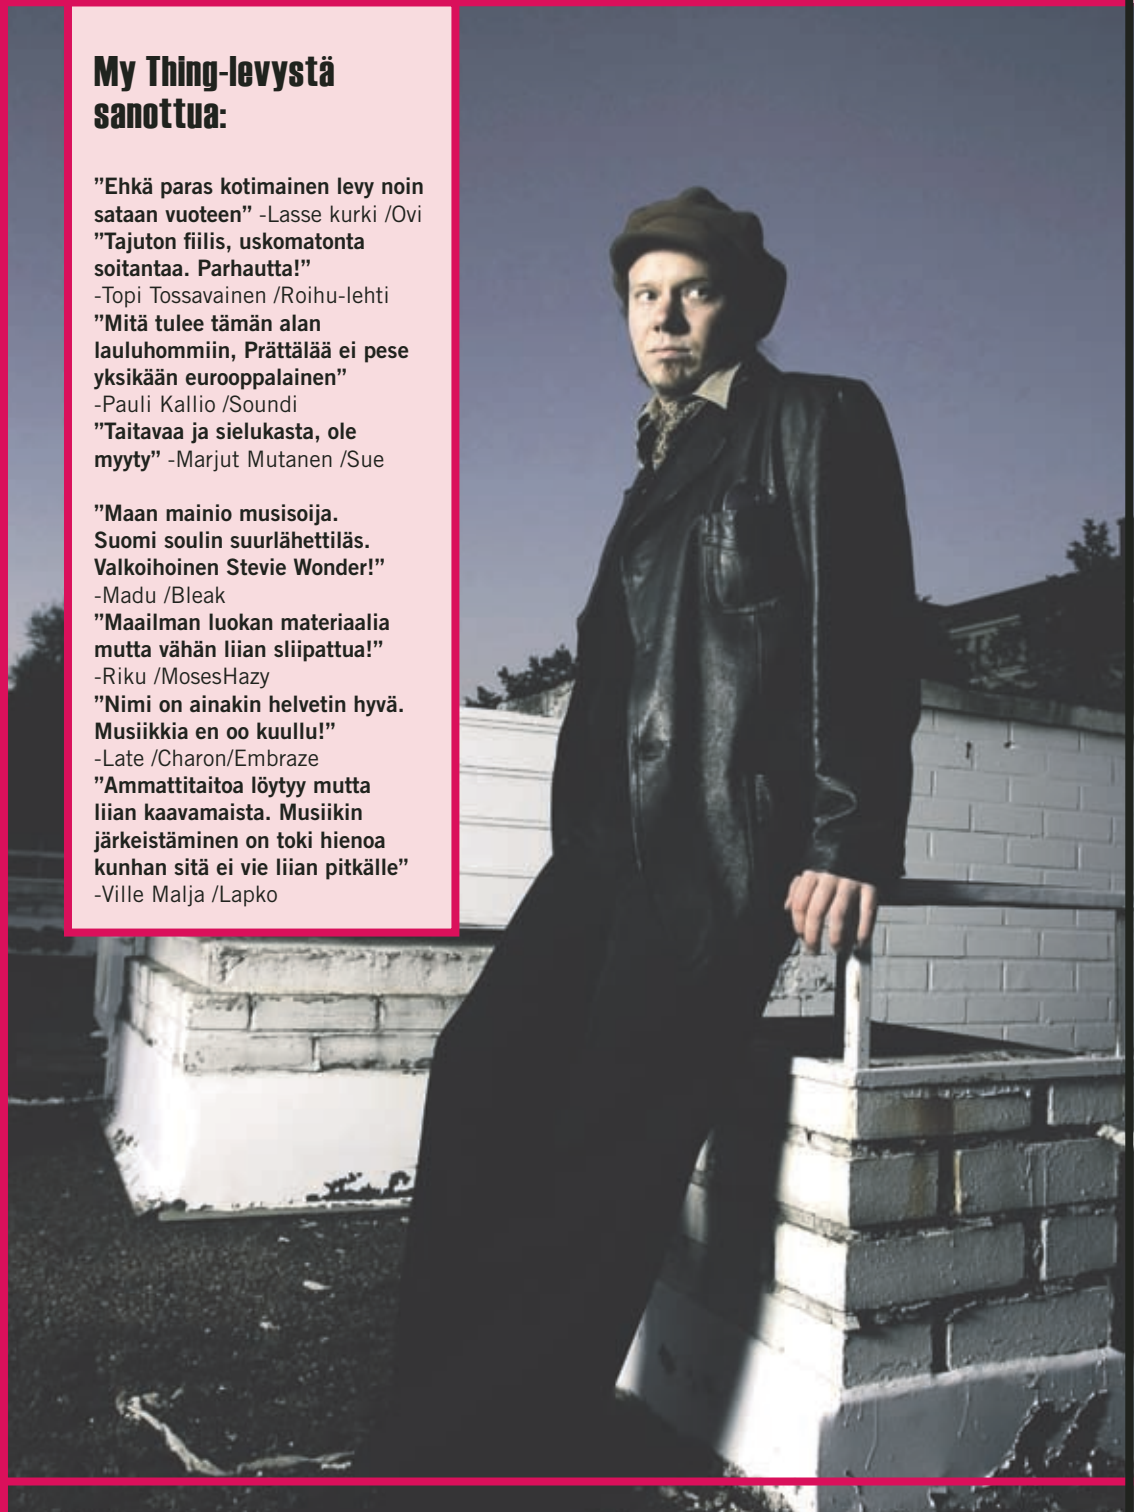 My Thing-levystä
sanottua:
”Ehkä paras kotimainen levy noin
sataan vuoteen” -Lasse kurki /Ovi
”Tajuton fiilis, uskomatonta
soitantaa. Parhautta!”
-Topi Tossavainen /Roihu-lehti
”Mitä tulee tämän alan
lauluhommiin, Prättälää ei pese
yksikään eurooppalainen”
-Pauli Kallio /Soundi
”Taitavaa ja sielukasta, ole
myyty” -Marjut Mutanen /Sue
”Maan mainio musisoija.
Suomi soulin suurlähettiläs.
Valkoihoinen Stevie Wonder!”
-Madu /Bleak
”Maailman luokan materiaalia
mutta vähän liian sliipattua!”
-Riku /MosesHazy
”Nimi on ainakin helvetin hyvä.
Musiikkia en oo kuullu!”
-Late /Charon/Embraze
”Ammattitaitoa löytyy mutta
liian kaavamaista. Musiikin
järkeistäminen on toki hienoa
kunhan sitä ei vie liian pitkälle”
-Ville Malja /Lapko